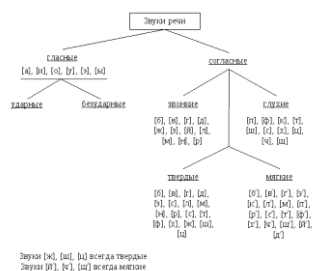 Звуки речи
гласные
[а], [и], [о], [у], [э], [ы]
ударные
безударные
согласные
звонкие
[б], [в], [г], [д],
[ж], [з], [й], [л],
[м], [н], [р]
глухие
[п], [ф], [к], [т],
[ш], [с], [х], [ц],
[ч], [щ]
твердые
[б], [в], [г], [д],
[з], [с], [л], [м],
[н], [р], [с], [т],
[ф], [х], [ж], [ш],
[ц]
мягкие
[б'], [в'], [г'], [з'],
[к'], [л'], [м'], [п'],
[р'], [с'], [т'], [ф'],
[х'], [ч'], [щ'], [й'],
[д']
Звуки [ж], [ш], [ц] всегда твердые
Звуки [й'], [ч'], [щ'] всегда мягкие